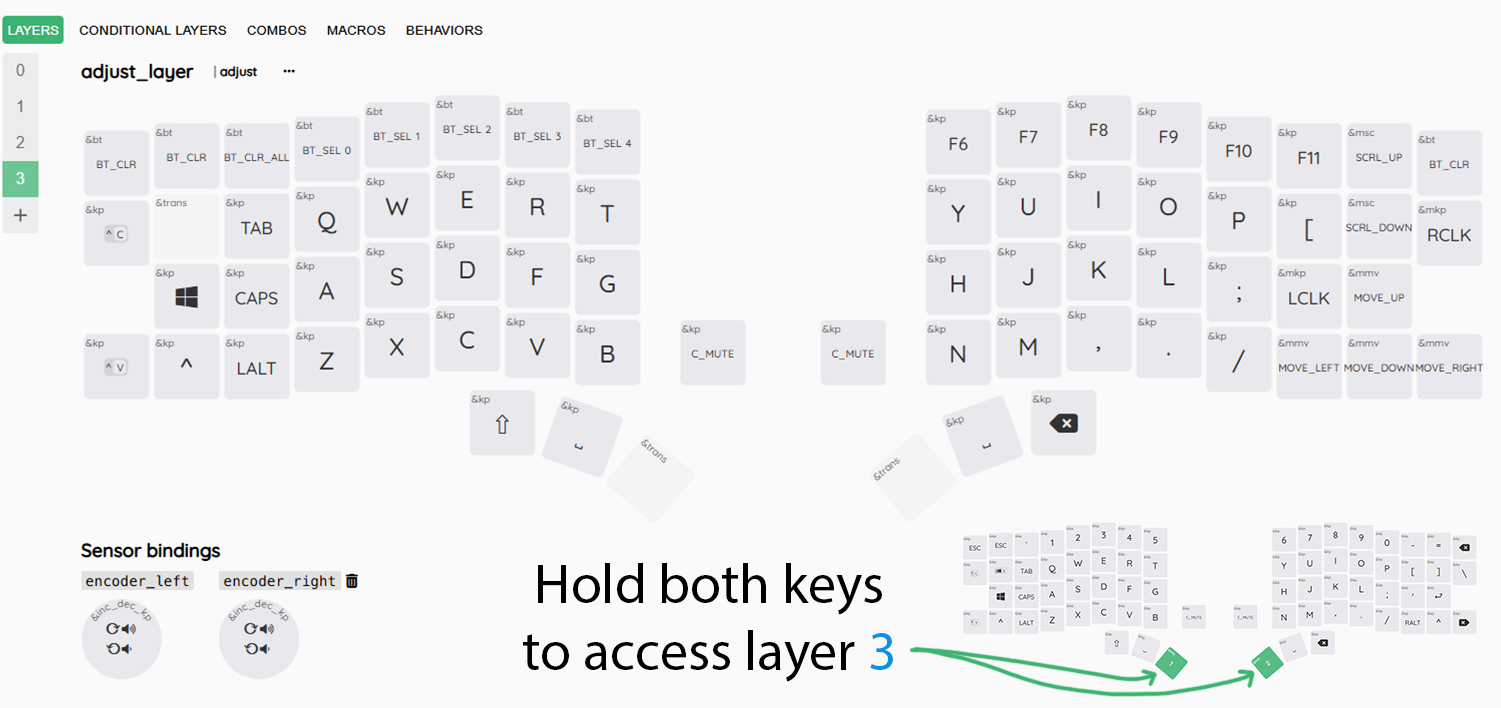 LAYERS CONDITIONAL LAYERS COMBOS MACROS BEHAVIORS
0
1
2
3
+
adjust_layer | adjust ...
&bt BT_CLR &bt BT_CLR &bt BT_CLR_ALL &bt BT_SEL 0 &bt BT_SEL 1 &bt BT_SEL 2 &bt BT_SEL 3 &bt BT_SEL 4 &kp F6 &kp F7 &kp F8 &kp F9 &kp F10 &kp F11 &msc SCRL_UP &bt BT_CLR
&kp ^ C &trans &kp TAB &kp Q &kp W &kp E &kp R &kp T &kp Y &kp U &kp I &kp O &kp P &kp [ &msc SCRL_DOWN &mkp RCLK
&kp &kp CAPS &kp A &kp S &kp D &kp F &kp G &kp H &kp J &kp K &kp L &kp ; &mkp LCLK &mmv MOVE_UP
&kp ^ V &kp ^ &kp LALT &kp Z &kp X &kp C &kp V &kp B &kp C_MUTE &kp C_MUTE &kp N &kp M &kp , &kp . &kp / &mmv MOVE_LEFT &mmv MOVE_DOWN &mmv MOVE_RIGHT
&kp ⇧ &kp ⎵ &trans &trans &kp ⎵ &kp ⌫
Sensor bindings
encoder_left encoder_right
&inc_dec_kp &inc_dec_kp
Hold both keys
to access layer 3
ESC ESC ` 1 2 3 4 5 6 7 8 9 0 - = ⌫
TAB Q W E R T Y U I O P [ ] \
CAPS A S D F G H J K L ; '
^ LALT Z X C V B C_MUTE C_MUTE N M , . / RALT ^
1 2